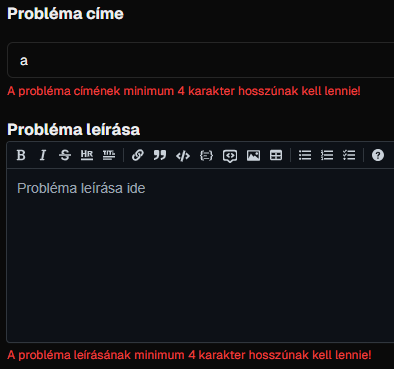 Probléma címe
a
A probléma címének minimum 4 karakter hosszúnak kell lennie!
Probléma leírása
B I S HR TITL
Probléma leírása ide
A probléma leírásának minimum 4 karakter hosszúnak kell lennie!